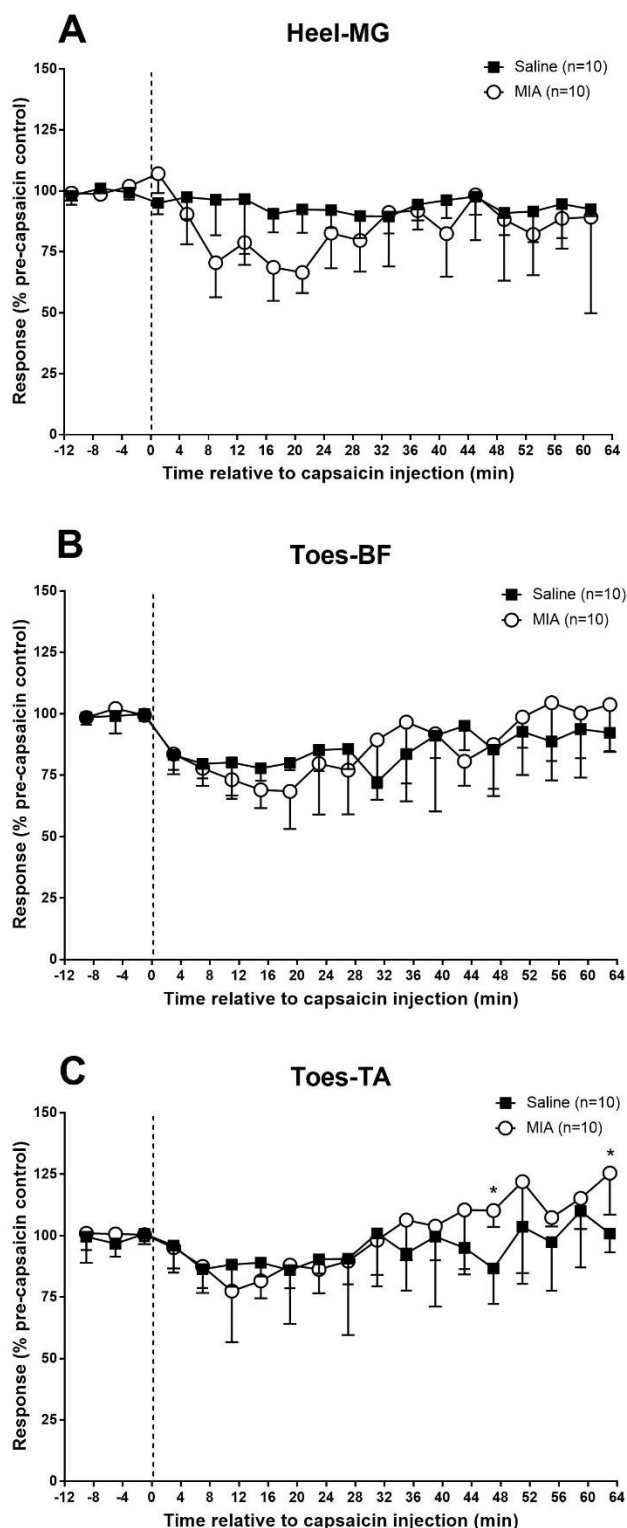 A
Heel-MG
Saline (n=10)
MIA (n=10)
Response (% pre-capsaicin control)
150
125
100
75
50
25
0
-12 -8 -4 0 4 8 12 16 20 24 28 32 36 40 44 48 52 56 60 64
Time relative to capsaicin injection (min)
B
Toes-BF
Saline (n=10)
MIA (n=10)
Response (% pre-capsaicin control)
150
125
100
75
50
25
0
-12 -8 -4 0 4 8 12 16 20 24 28 32 36 40 44 48 52 56 60 64
Time relative to capsaicin injection (min)
C
Toes-TA
Saline (n=10)
MIA (n=10)
Response (% pre-capsaicin control)
150
125
100
75
50
25
0
* *
-12 -8 -4 0 4 8 12 16 20 24 28 32 36 40 44 48 52 56 60 64
Time relative to capsaicin injection (min)